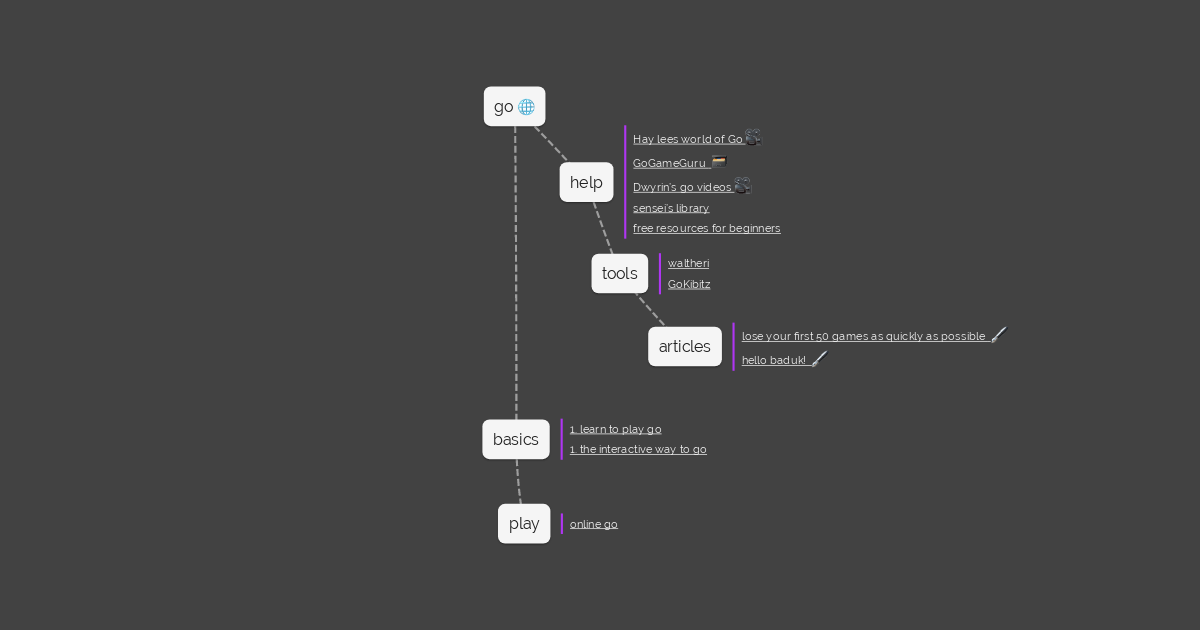 go
help
Hay lees world of Go
GoGameGuru
Dwyrin's go videos
sensei's library
free resources for beginners
tools
waltheri
GoKibitz
articles
lose your first 50 games as quickly as possible
hello baduk!
basics
1. learn to play go
1. the interactive way to go
play
online go